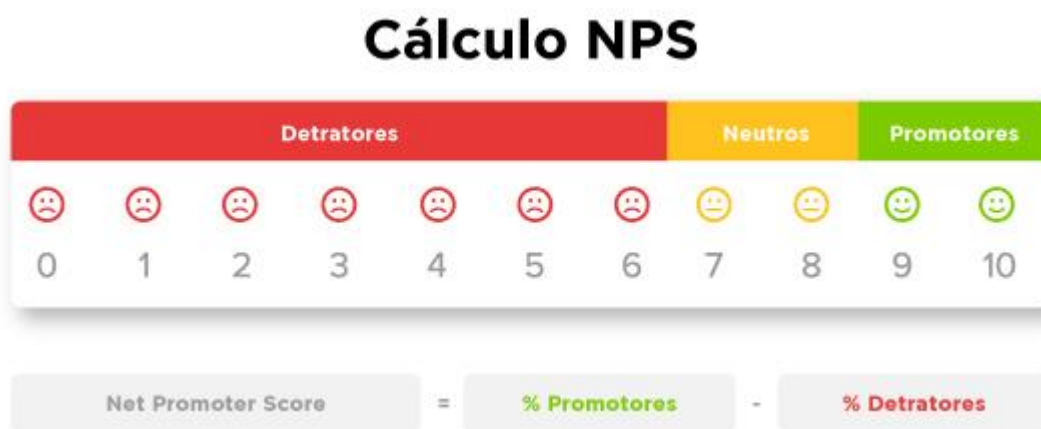 Cálculo NPS
Detratores Neutros Promotores
0 1 2 3 4 5 6 7 8 9 10
Net Promoter Score = % Promotores - % Detratores